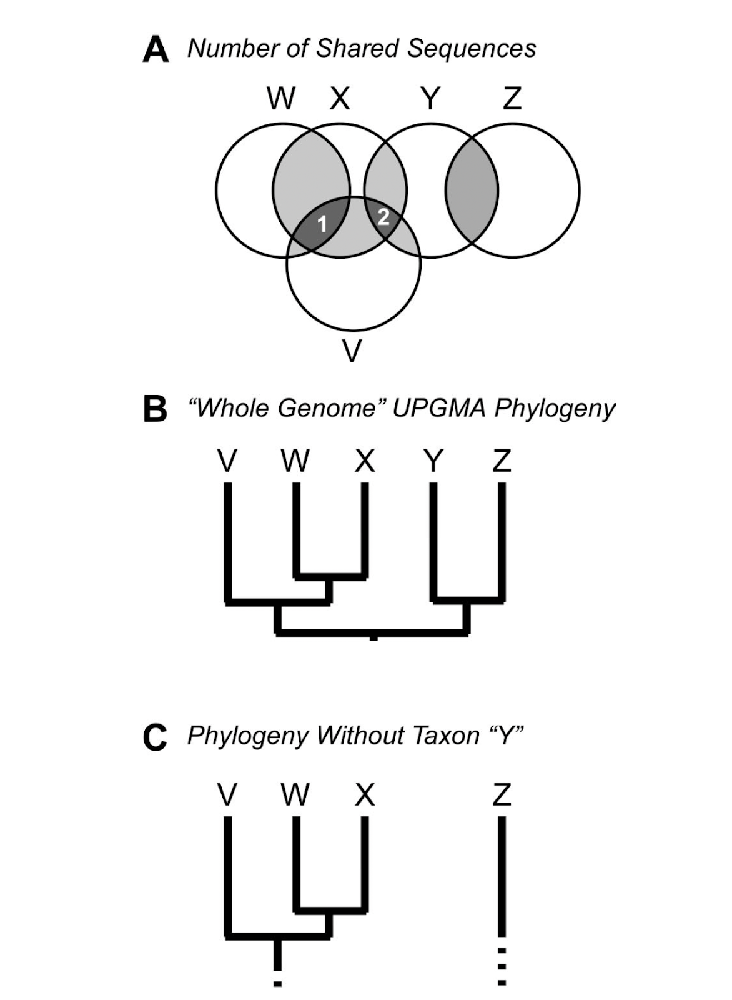 A Number of Shared Sequences
W X Y Z
1 2
V
B “Whole Genome” UPGMA Phylogeny
V W X Y Z
C Phylogeny Without Taxon “Y”
V W X Z